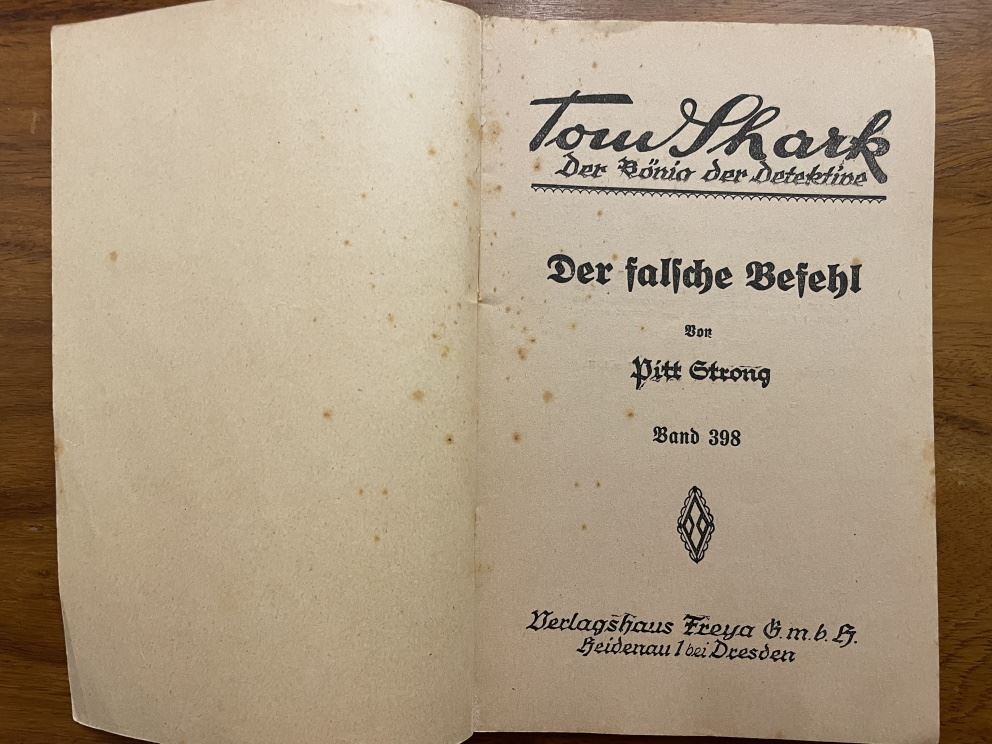 Tom Shark
Der König der Detektive
Der falsche Befehl
Von
Pitt Strong
Band 398
Verlagshaus Freya G. m. b. H.
Heidenau 1 bei Dresden